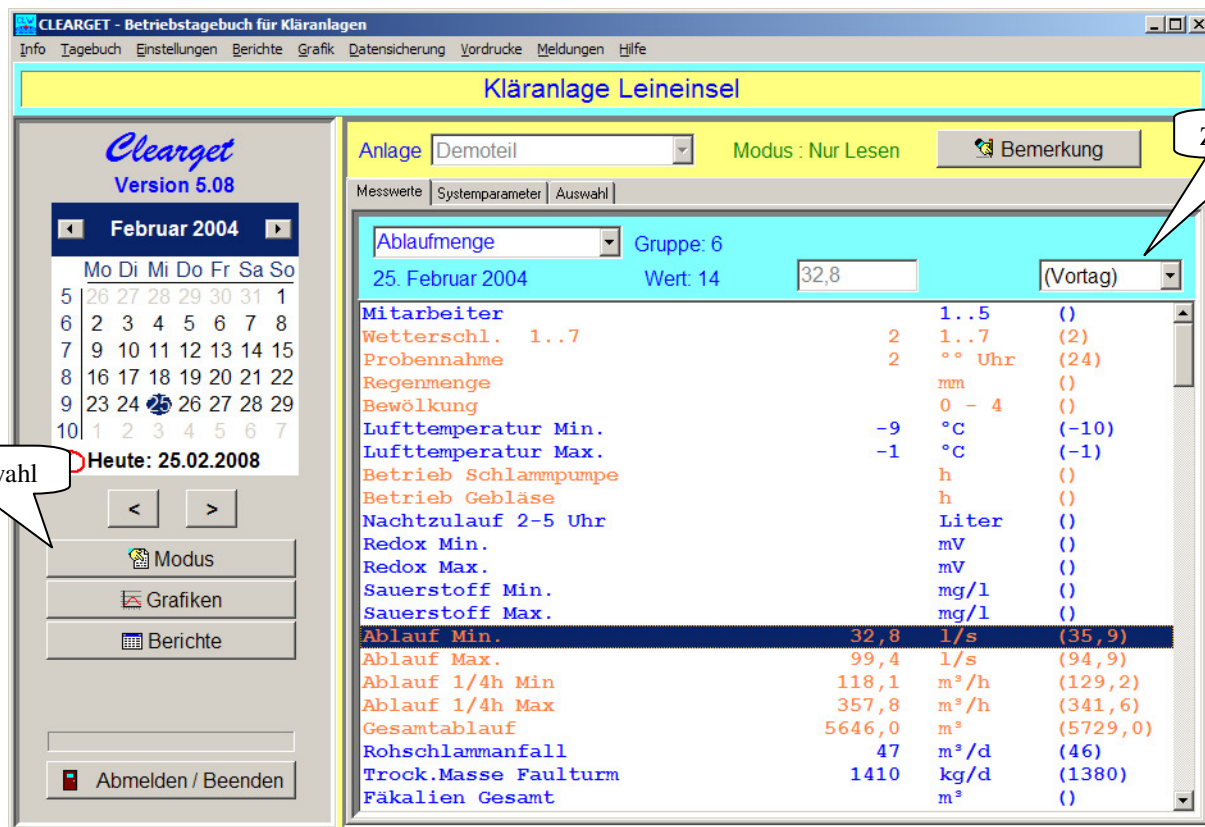 CLEARGET - Betriebstagebuch für Kläranlagen
Info Tagebuch Einstellungen Berichte Grafik Datensicherung Vordrucke Meldungen Hilfe
Kläranlage Leineinsel
Clearget
Version 5.08
Februar 2004
Mo Di Mi Do Fr Sa So
5 26 27 28 29 30 31 1
6 2 3 4 5 6 7 8
7 9 10 11 12 13 14 15
8 16 17 18 19 20 21 22
9 23 24 25 26 27 28 29
10 1 2 3 4 5 6 7
Heute: 25.02.2008
< >
Modus
Grafiken
Berichte
Abmelden / Beenden
Anlage Demoteil Modus : Nur Lesen Bemerkung
Messwerte Systemparameter Auswahl
Ablaufmenge Gruppe: 6
25. Februar 2004 Wert: 14 32,8 (Vortag)
Mitarbeiter 1..5 ()
Wetterschl. 1..7 2 1..7 (2)
Probennahme 2 °° Uhr (24)
Regenmenge mm ()
Bewölkung 0 - 4 ()
Lufttemperatur Min. -9 °C (-10)
Lufttemperatur Max. -1 °C (-1)
Betrieb Schlammpumpe h ()
Betrieb Gebläse h ()
Nachtzulauf 2-5 Uhr Liter ()
Redox Min. mV ()
Redox Max. mV ()
Sauerstoff Min. mg/l ()
Sauerstoff Max. mg/l ()
Ablauf Min. 32,8 l/s (35,9)
Ablauf Max. 99,4 l/s (94,9)
Ablauf 1/4h Min 118,1 m³/h (129,2)
Ablauf 1/4h Max 357,8 m³/h (341,6)
Gesamtablauf 5646,0 m³ (5729,0)
Rohschlammanfall 47 m³/d (46)
Trock.Masse Faulturm 1410 kg/d (1380)
Fäkalien Gesamt m³ ()